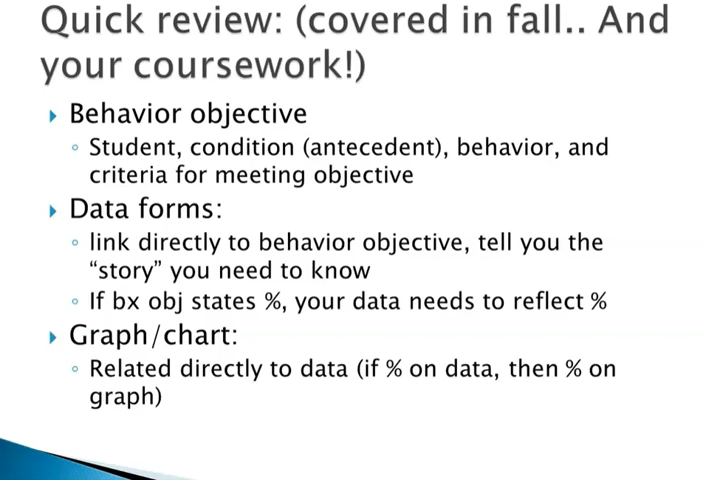 Quick review: (covered in fall.. And
your coursework!)
Behavior objective
Student, condition (antecedent), behavior, and
criteria for meeting objective
Data forms:
link directly to behavior objective, tell you the
“story” you need to know
If bx obj states %, your data needs to reflect %
Graph/chart:
Related directly to data (if % on data, then % on
graph)